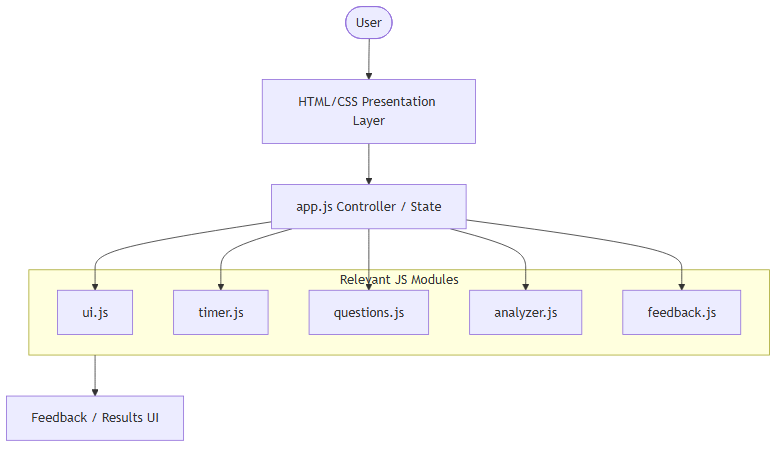 User
HTML/CSS Presentation
Layer
app.js Controller / State
Relevant JS Modules
ui.js
timer.js
questions.js
analyzer.js
feedback.js
Feedback / Results UI